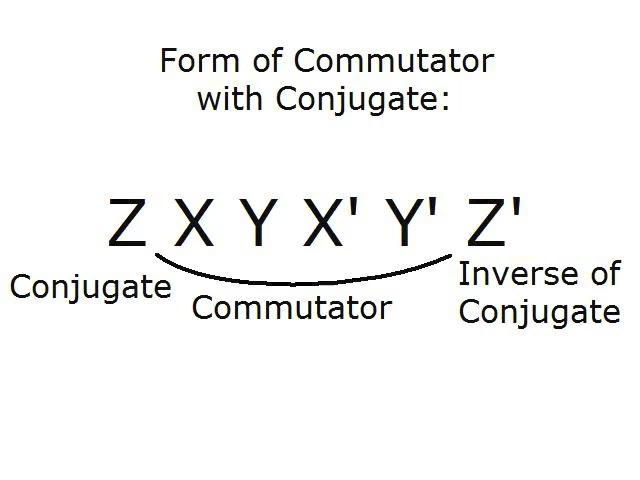 Form of Commutator
with Conjugate:
Z X Y X' Y' Z'
Conjugate
Commutator
Inverse of
Conjugate